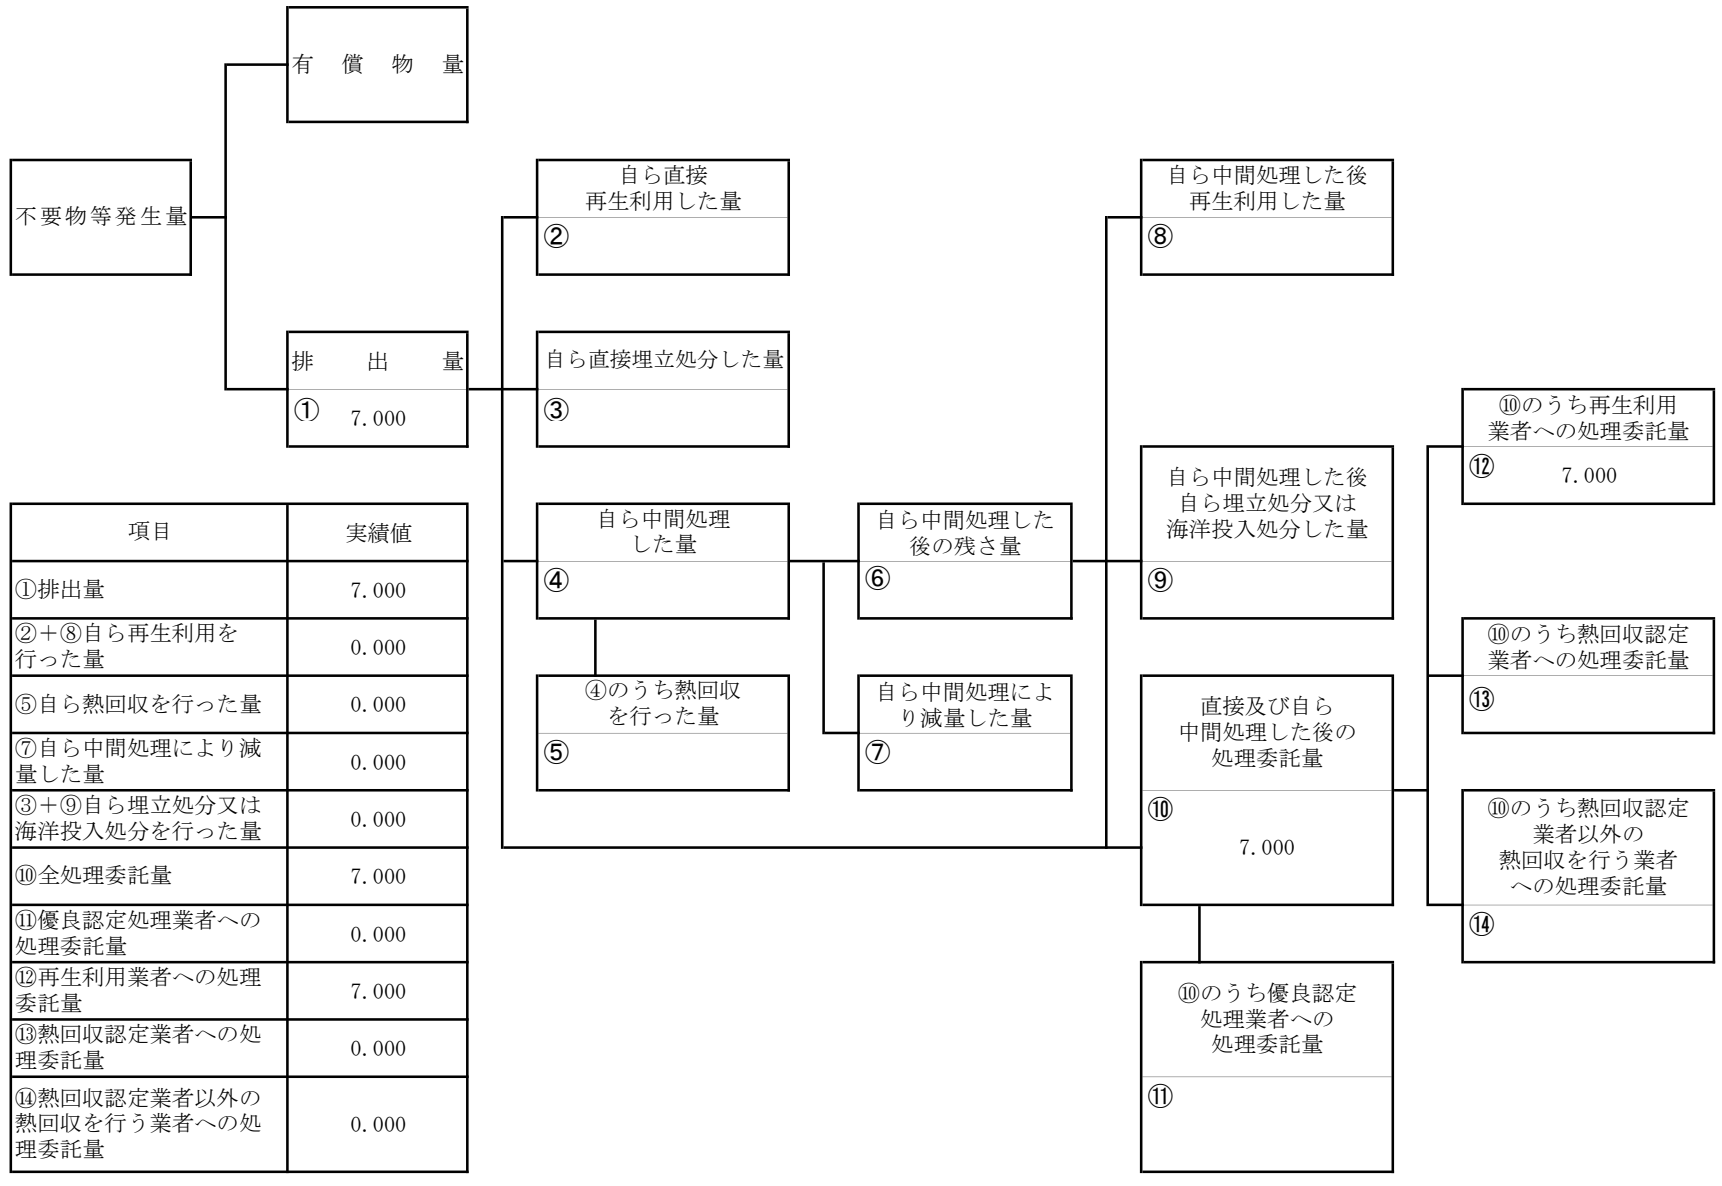 有償物量
不要物等発生量
自ら直接
再生利用した量
②
自ら中間処理した後
再生利用した量
⑧
排出量
①
7.000
自ら直接埋立処分した量
③
⑩のうち再生利用
業者への処理委託量
⑫
7.000
自ら中間処理
した量
④
自ら中間処理した
後の残さ量
⑥
自ら中間処理した後
自ら埋立処分又は
海洋投入処分した量
⑨
⑩のうち熱回収認定
業者への処理委託量
⑬
④のうち熱回収
を行った量
⑤
自ら中間処理によ
り減量した量
⑦
直接及び自ら
中間処理した後の
処理委託量
⑩
7.000
⑩のうち熱回収認定
業者以外の
熱回収を行う業者
への処理委託量
⑭
⑩のうち優良認定
処理業者への
処理委託量
⑪
項目 実績値
①排出量 7.000
②+⑧自ら再生利用を
行った量 0.000
⑤自ら熱回収を行った量 0.000
⑦自ら中間処理により減
量した量 0.000
③+⑨自ら埋立処分又は
海洋投入処分を行った量 0.000
⑩全処理委託量 7.000
⑪優良認定処理業者への
処理委託量 0.000
⑫再生利用業者への処理
委託量 7.000
⑬熱回収認定業者への処
理委託量 0.000
⑭熱回収認定業者以外の
熱回収を行う業者への処
理委託量 0.000